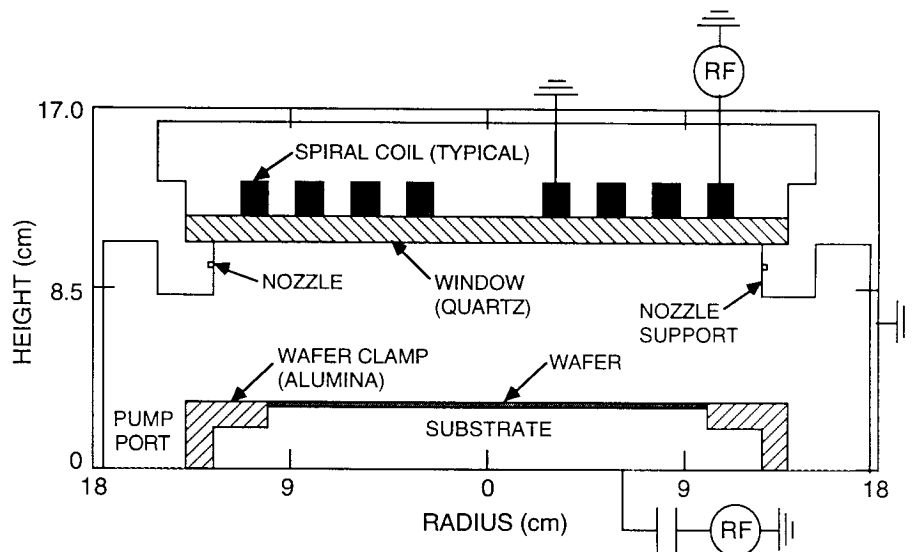 RF
17.0
SPIRAL COIL (TYPICAL)
HEIGHT (cm)
8.5
NOZZLE
WINDOW
(QUARTZ)
NOZZLE
SUPPORT
WAFER CLAMP
(ALUMINA)
WAFER
PUMP
PORT
SUBSTRATE
0
18
9
0
9
18
RADIUS (cm)
RF